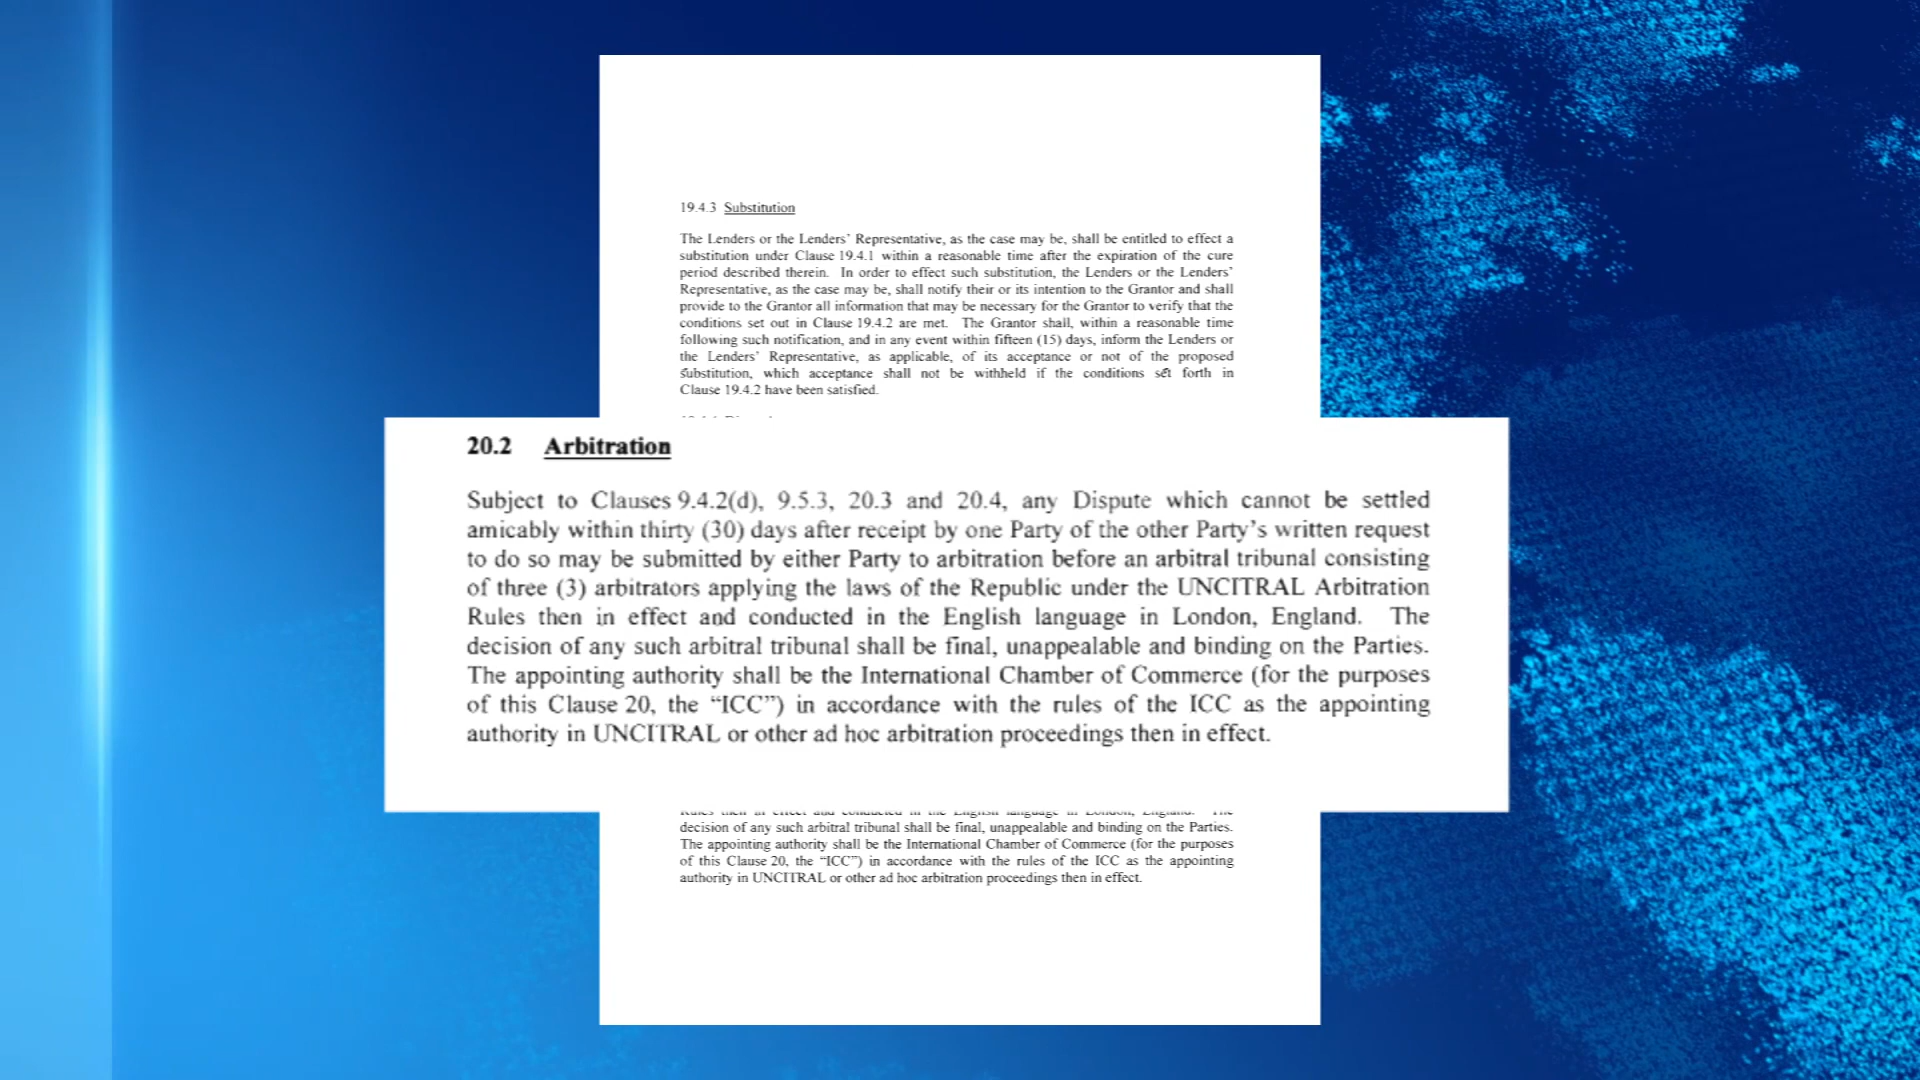 19.4.3 Substitution
The Lenders or the Lenders' Representative, as the case may be, shall be entitled to effect a
substitution under Clause 19.4.1 within a reasonable time after the expiration of the cure
period described therein. In order to effect such substitution, the Lenders or the Lenders'
Representative, as the case may be, shall notify their or its intention to the Grantor and shall
provide to the Grantor all information that may be necessary for the Grantor to verify that the
conditions set out in Clause 19.4.2 are met. The Grantor shall, within a reasonable time
following such notification, and in any event within fifteen (15) days, inform the Lenders or
the Lenders' Representative, as applicable, of its acceptance or not of the proposed
substitution, which acceptance shall not be withheld if the conditions set forth in
Clause 19.4.2 have been satisfied.
20.2 Arbitration
Subject to Clauses 9.4.2(d), 9.5.3, 20.3 and 20.4, any Dispute which cannot be settled
amicably within thirty (30) days after receipt by one Party of the other Party's written request
to do so may be submitted by either Party to arbitration before an arbitral tribunal consisting
of three (3) arbitrators applying the laws of the Republic under the UNCITRAL Arbitration
Rules then in effect and conducted in the English language in London, England. The
decision of any such arbitral tribunal shall be final, unappealable and binding on the Parties.
The appointing authority shall be the International Chamber of Commerce (for the purposes
of this Clause 20, the “ICC”) in accordance with the rules of the ICC as the appointing
authority in UNCITRAL or other ad hoc arbitration proceedings then in effect.
Rules then in effect and conducted in the English language in London, England. The
decision of any such arbitral tribunal shall be final, unappealable and binding on the Parties.
The appointing authority shall be the International Chamber of Commerce (for the purposes
of this Clause 20, the “ICC”) in accordance with the rules of the ICC as the appointing
authority in UNCITRAL or other ad hoc arbitration proceedings then in effect.